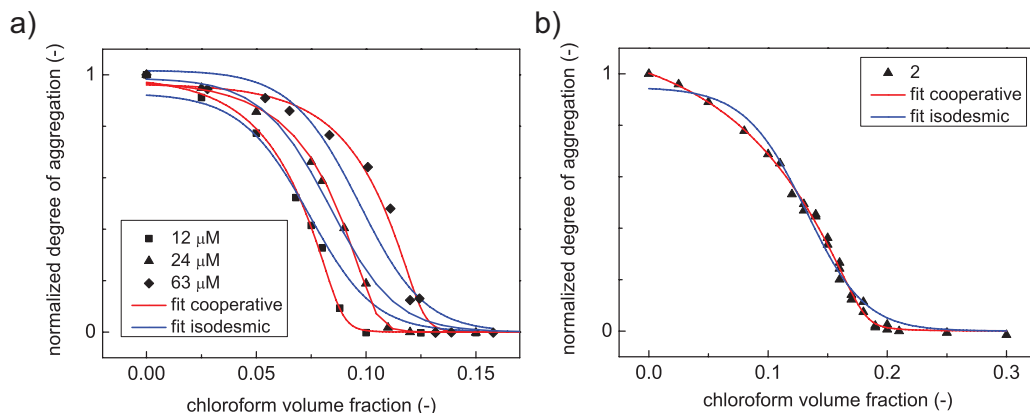 a)
normalized degree of aggregation (-)
1
0
12 μM
24 μM
63 μM
fit cooperative
fit isodesmic
0.00 0.05 0.10 0.15
chloroform volume fraction (-)
b)
normalized degree of aggregation (-)
1
0
2
fit cooperative
fit isodesmic
0.0 0.1 0.2 0.3
chloroform volume fraction (-)